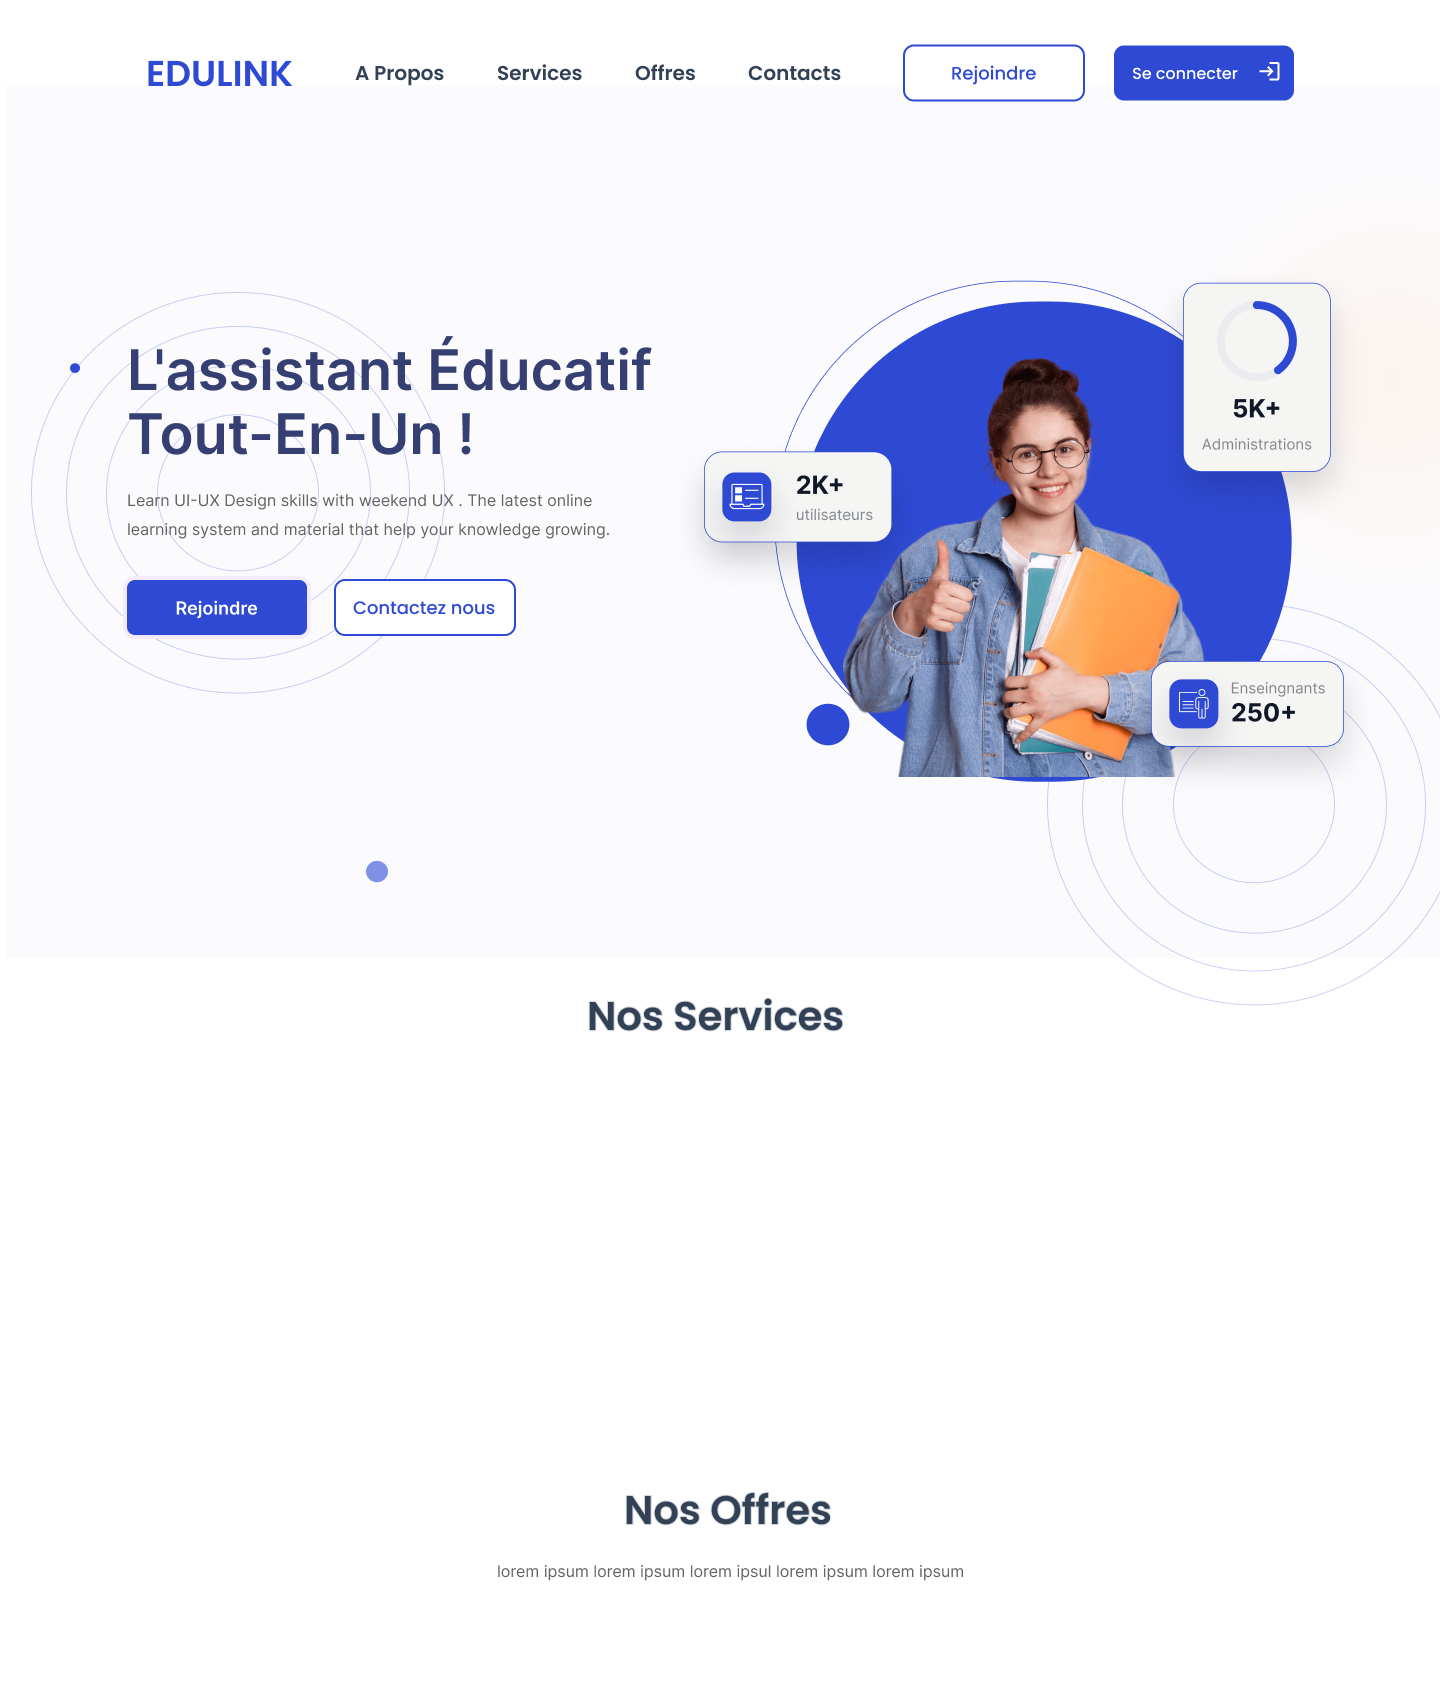 EDULINK
A Propos
Services
Offres
Contacts
Rejoindre
Se connecter
L'assistant Éducatif
Tout-En-Un !
Learn UI-UX Design skills with weekend UX . The latest online
learning system and material that help your knowledge growing.
Rejoindre
Contactez nous
5K+
Administrations
2K+
utilisateurs
Enseingnants
250+
Nos Services
Nos Offres
lorem ipsum lorem ipsum lorem ipsul lorem ipsum lorem ipsum